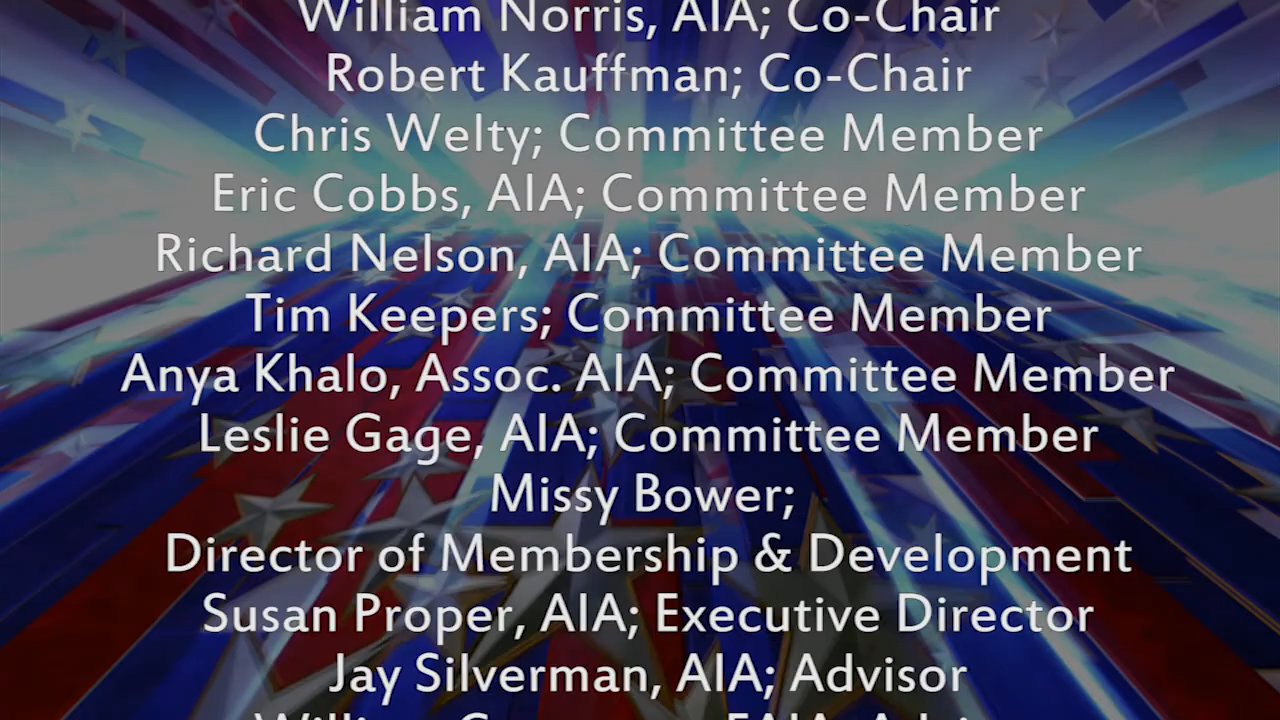 William Norris, AIA; Co-Chair
Robert Kauffman; Co-Chair
Chris Welty; Committee Member
Eric Cobbs, AIA; Committee Member
Richard Nelson, AIA; Committee Member
Tim Keepers; Committee Member
Anya Khalo, Assoc. AIA; Committee Member
Leslie Gage, AIA; Committee Member
Missy Bower;
Director of Membership & Development
Susan Proper, AIA; Executive Director
Jay Silverman, AIA; Advisor